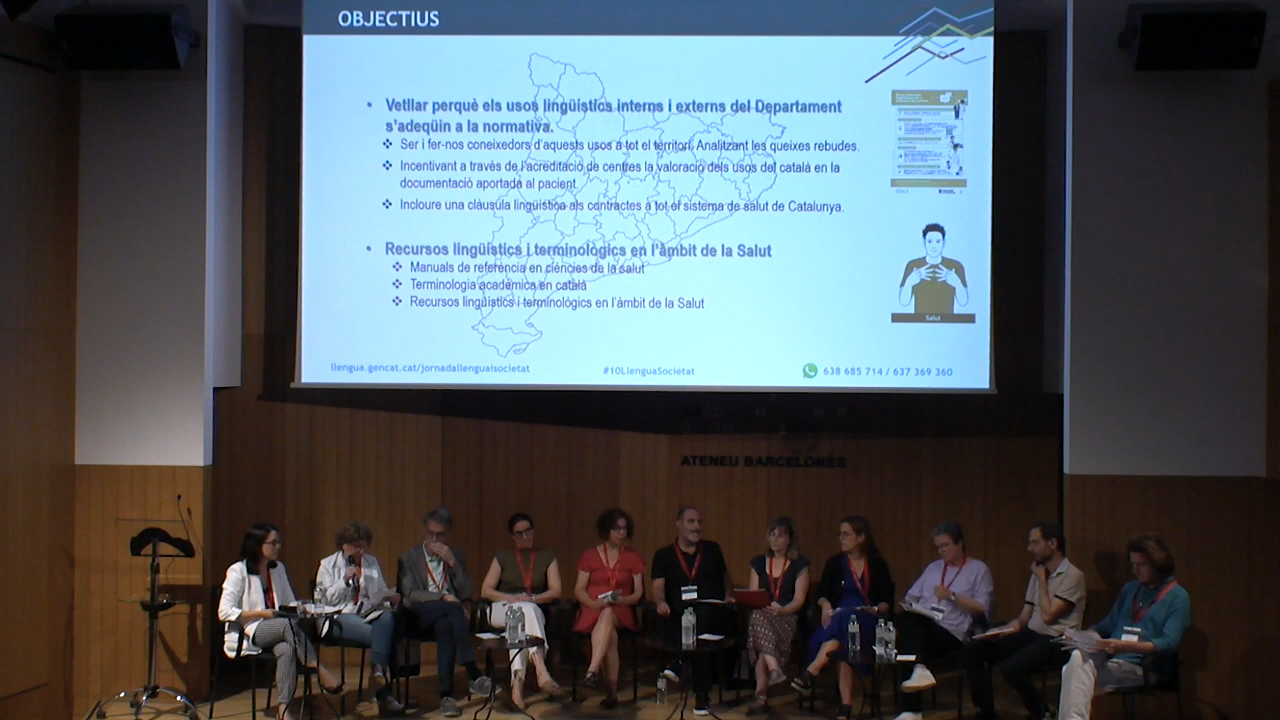 OBJECTIUS
• Vetllar perquè els usos lingüístics interns i externs del Departament
s'adeqüin a la normativa.
❖ Ser i fer-nos coneixedors d'aquests usos a tot el territori. Analitzant les queixes rebudes.
❖ Incentivant a través de l'acreditació de centres la valoració dels usos del català en la
documentació aportada al pacient.
❖ Incloure una clàusula lingüística als contractes a tot el sistema de salut de Catalunya.
• Recursos lingüístics i terminològics en l'àmbit de la Salut
❖ Manuals de referència en ciències de la salut
❖ Terminologia acadèmica en català
❖ Recursos lingüístics i terminològics en l'àmbit de la Salut
Salut
llengua.gencat.cat/jornadallenguaisocietat
#10LlenguaSocietat
638 685 714 / 637 369 360
ATENEU BARCELONÈS